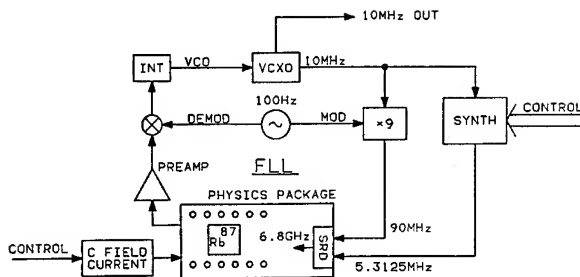 10MHz OUT
INT
VCO
VCXO
10MHz
100Hz
DEMOD
~
MOD
×9
SYNTH
CONTROL
PREAMP
FLL
PHYSICS PACKAGE
87
Rb
6.8GHz
SRD
90MHz
5.3125MHz
CONTROL
C FIELD
CURRENT